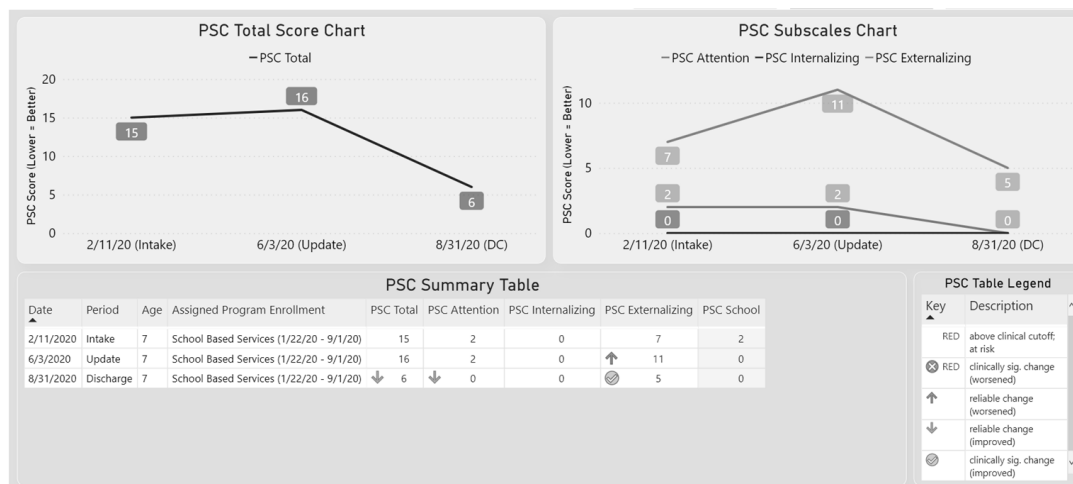 PSC Total Score Chart
PSC Total
PSC Score (Lower = Better)
20
15
10
5
0
15
16
6
2/11/20 (Intake)
6/3/20 (Update)
8/31/20 (DC)
PSC Subscales Chart
PSC Attention PSC Internalizing PSC Externalizing
PSC Score (Lower = Better)
10
5
0
7
11
5
2
2
0
0
0
2/11/20 (Intake)
6/3/20 (Update)
8/31/20 (DC)
PSC Summary Table
Date Period Age Assigned Program Enrollment PSC Total PSC Attention PSC Internalizing PSC Externalizing PSC School
2/11/2020 Intake 7 School Based Services (1/22/20 - 9/1/20) 15 2 0 7 2
6/3/2020 Update 7 School Based Services (1/22/20 - 9/1/20) 16 2 0 11 0
8/31/2020 Discharge 7 School Based Services (1/22/20 - 9/1/20) 6 0 0 5 0
PSC Table Legend
Key Description
RED above clinical cutoff;
at risk
RED clinically sig. change
(worsened)
reliable change
(worsened)
reliable change
(improved)
clinically sig. change
(improved)